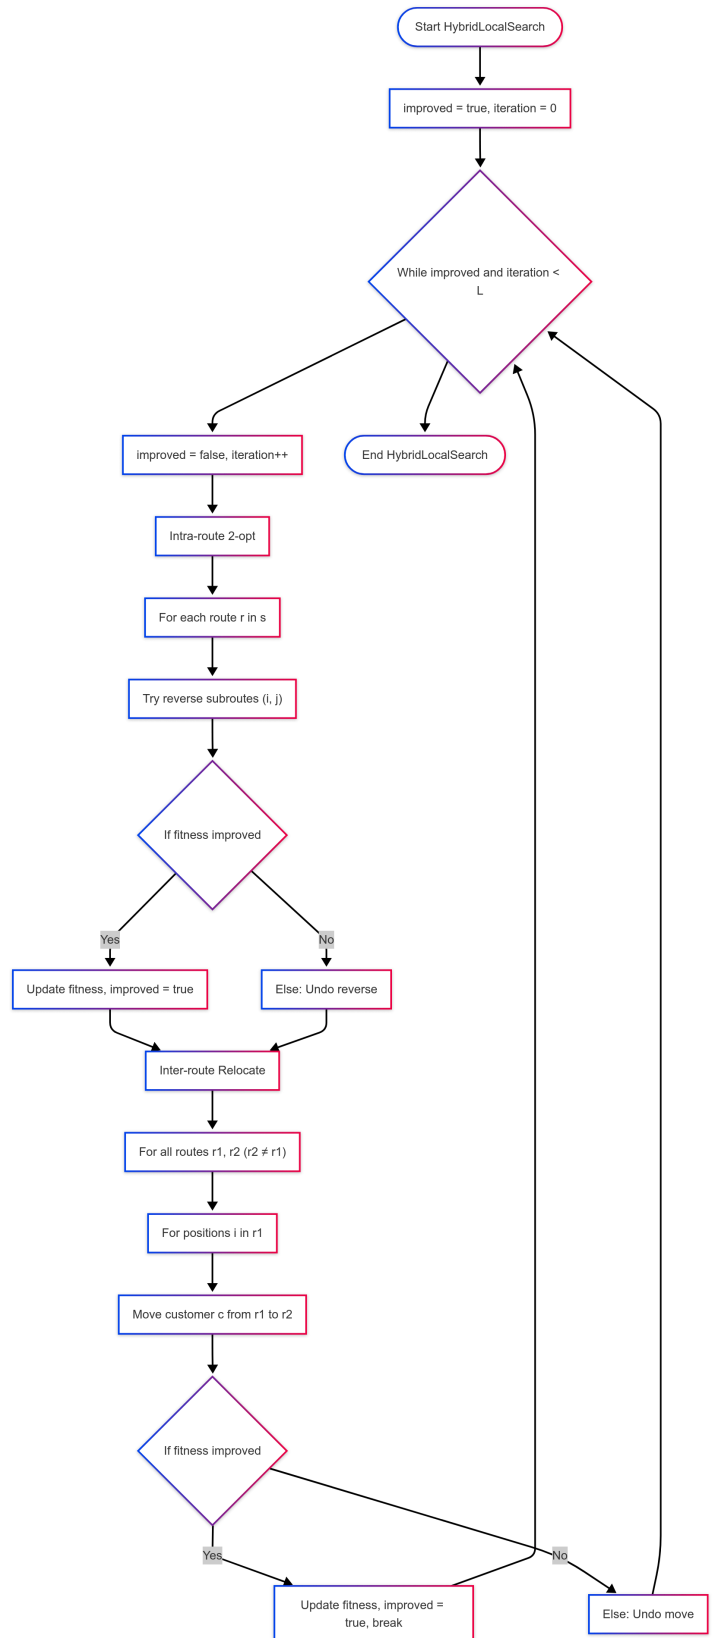 Start HybridLocalSearch
improved = true, iteration = 0
While improved and iteration <
L
improved = false, iteration++
End HybridLocalSearch
Intra-route 2-opt
For each route r in s
Try reverse subroutes (i, j)
If fitness improved
Yes
No
Update fitness, improved = true
Else: Undo reverse
Inter-route Relocate
For all routes r1, r2 (r2 ≠ r1)
For positions i in r1
Move customer c from r1 to r2
If fitness improved
Yes
No
Update fitness, improved =
true, break
Else: Undo move